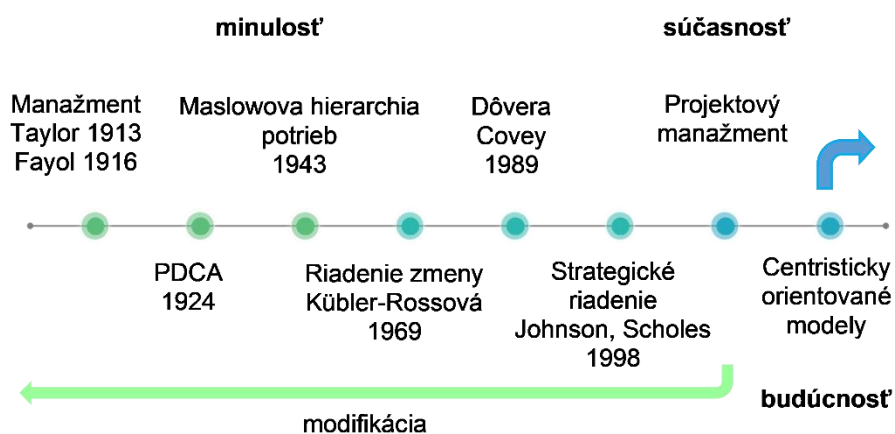 minulosť
súčasnosť
Manažment
Taylor 1913
Fayol 1916
Maslowova hierarchia
potrieb
1943
Dôvera
Covey
1989
Projektový
manažment
PDCA
1924
Riadenie zmeny
Kübler-Rossová
1969
Strategické
riadenie
Johnson, Scholes
1998
Centristicky
orientované
modely
budúcnosť
modifikácia